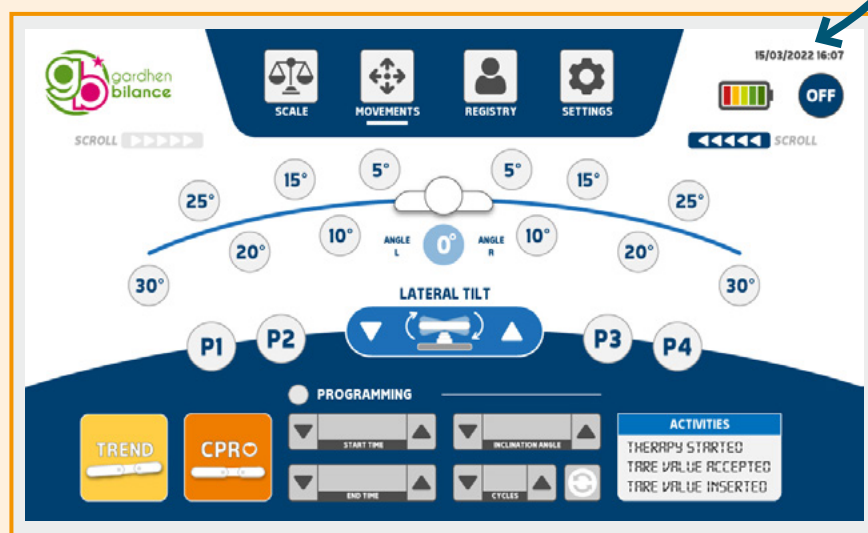 gardhen
bilance
SCALE
MOVEMENTS
REGISTRY
SETTINGS
15/03/2022 16:07
OFF
SCROLL
SCROLL
25°
15°
5°
5°
15°
25°
30°
20°
10°
ANGLE
L
0°
ANGLE
R
10°
20°
30°
LATERAL TILT
P1
P2
P3
P4
PROGRAMMING
TREND
CPR
START TIME
INCLINATION ANGLE
END TIME
CYCLES
ACTIVITIES
THERAPY STARTED
TARE VALUE ACCEPTED
TARE VALUE INSERTED